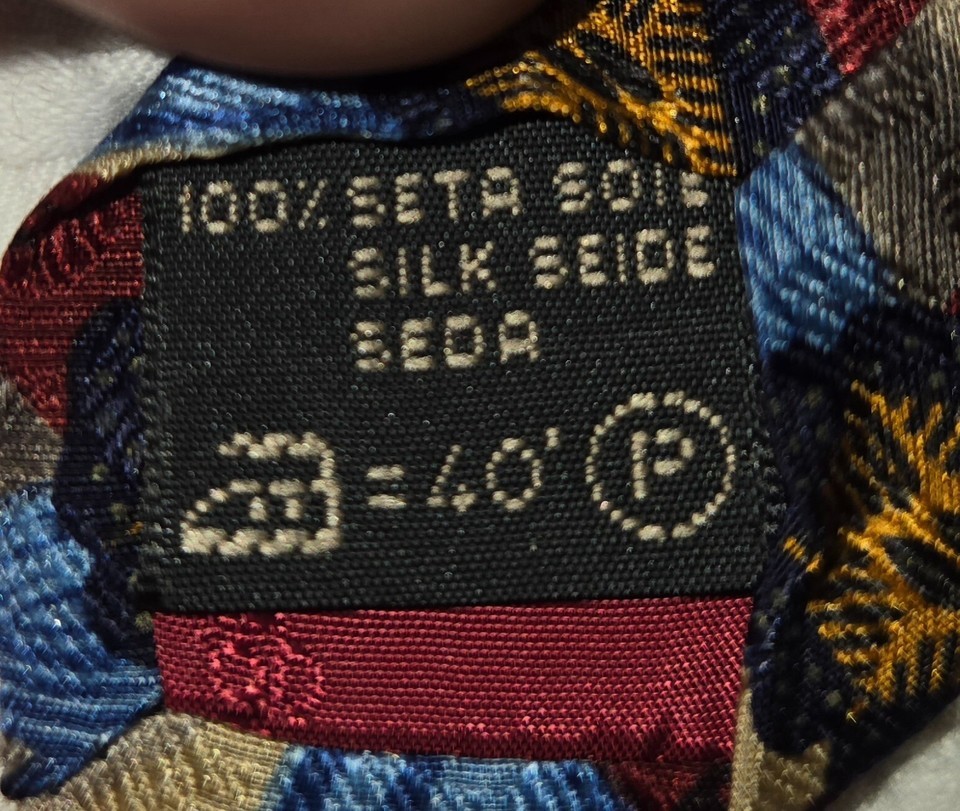 100% SETA SOIE
SILK SEIDE
SEDA
= 40' P